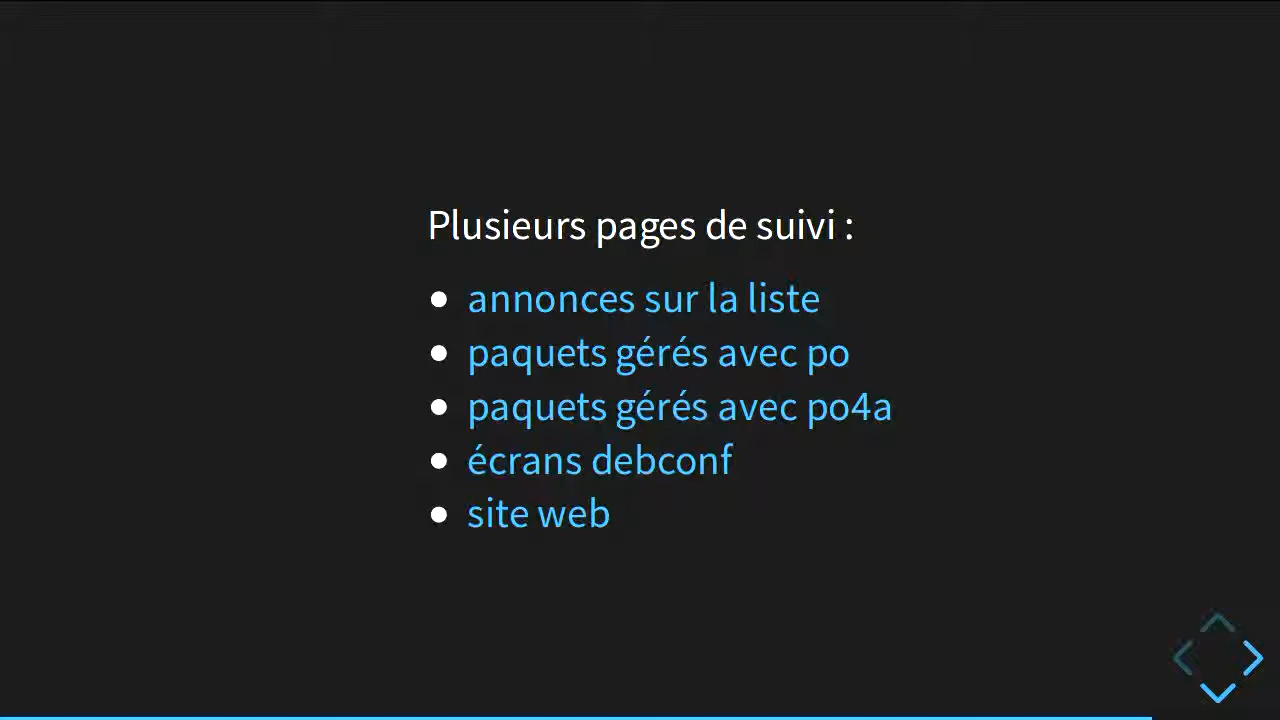 Plusieurs pages de suivi :
annonces sur la liste
paquets gérés avec po
paquets gérés avec po4a
écrans debconf
site web